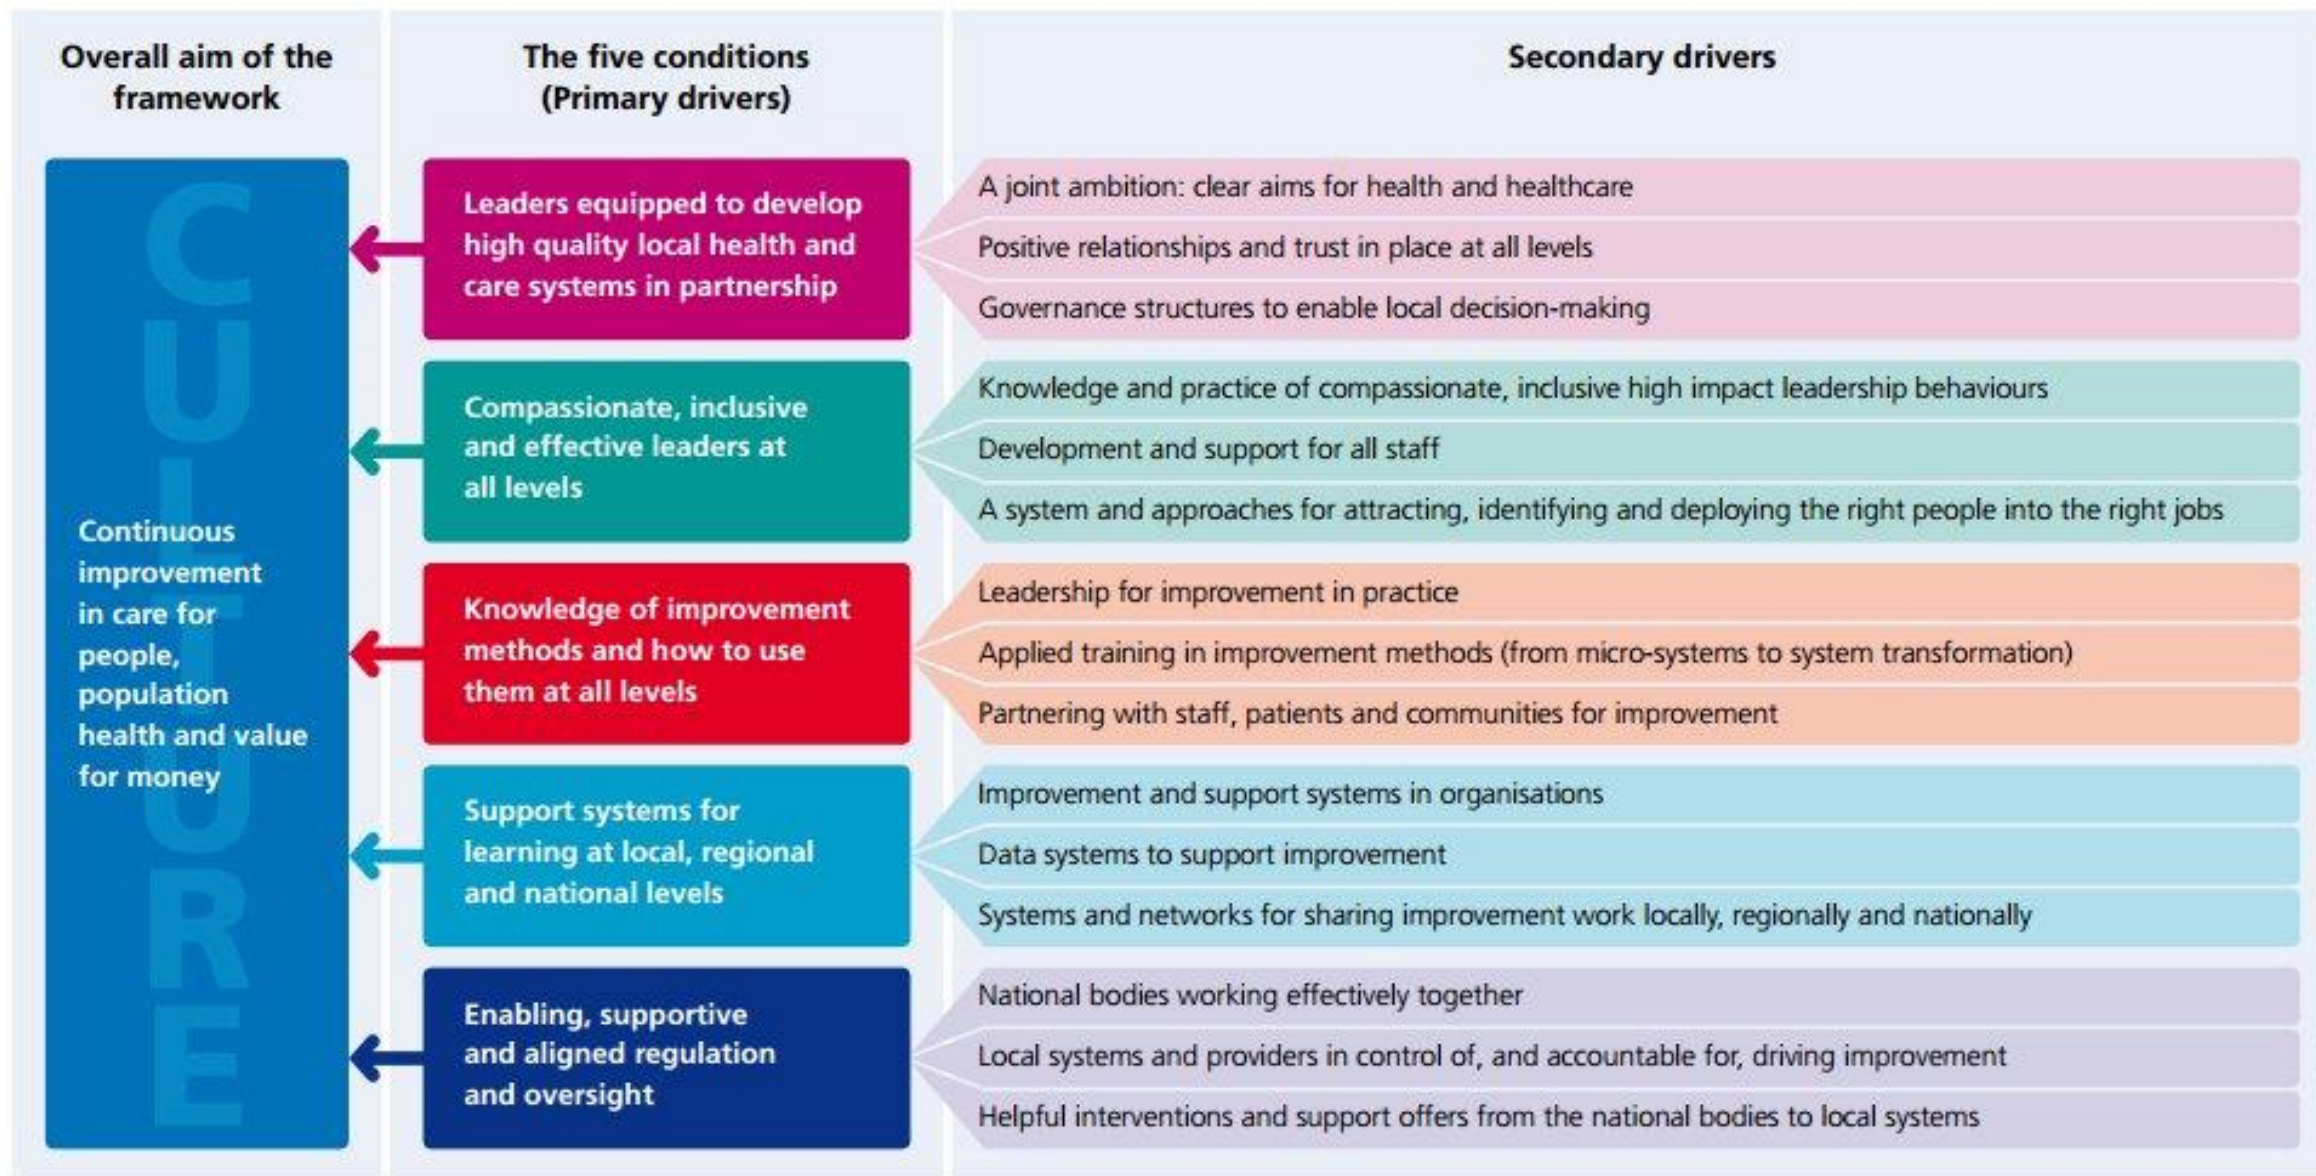 Overall aim of the
framework
The five conditions
(Primary drivers)
Secondary drivers
CULTURE
Continuous
improvement
in care for
people,
population
health and value
for money
Leaders equipped to develop
high quality local health and
care systems in partnership
A joint ambition: clear aims for health and healthcare
Positive relationships and trust in place at all levels
Governance structures to enable local decision-making
Compassionate, inclusive
and effective leaders at
all levels
Knowledge and practice of compassionate, inclusive high impact leadership behaviours
Development and support for all staff
A system and approaches for attracting, identifying and deploying the right people into the right jobs
Knowledge of improvement
methods and how to use
them at all levels
Leadership for improvement in practice
Applied training in improvement methods (from micro-systems to system transformation)
Partnering with staff, patients and communities for improvement
Support systems for
learning at local, regional
and national levels
Improvement and support systems in organisations
Data systems to support improvement
Systems and networks for sharing improvement work locally, regionally and nationally
Enabling, supportive
and aligned regulation
and oversight
National bodies working effectively together
Local systems and providers in control of, and accountable for, driving improvement
Helpful interventions and support offers from the national bodies to local systems